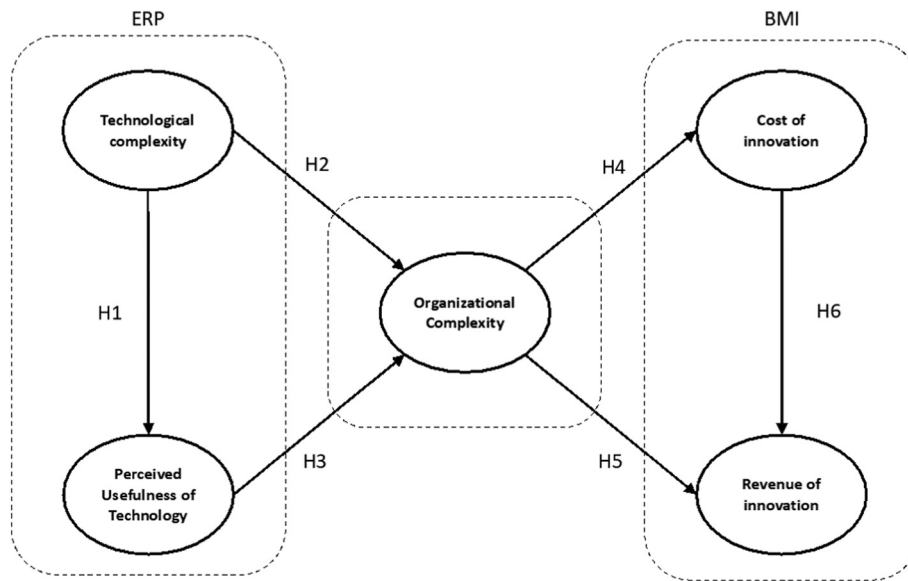 ERP
BMI
Technological
complexity
Cost of
innovation
H2
H4
Organizational
Complexity
H1
H6
H3
H5
Perceived
Usefulness of
Technology
Revenue of
innovation